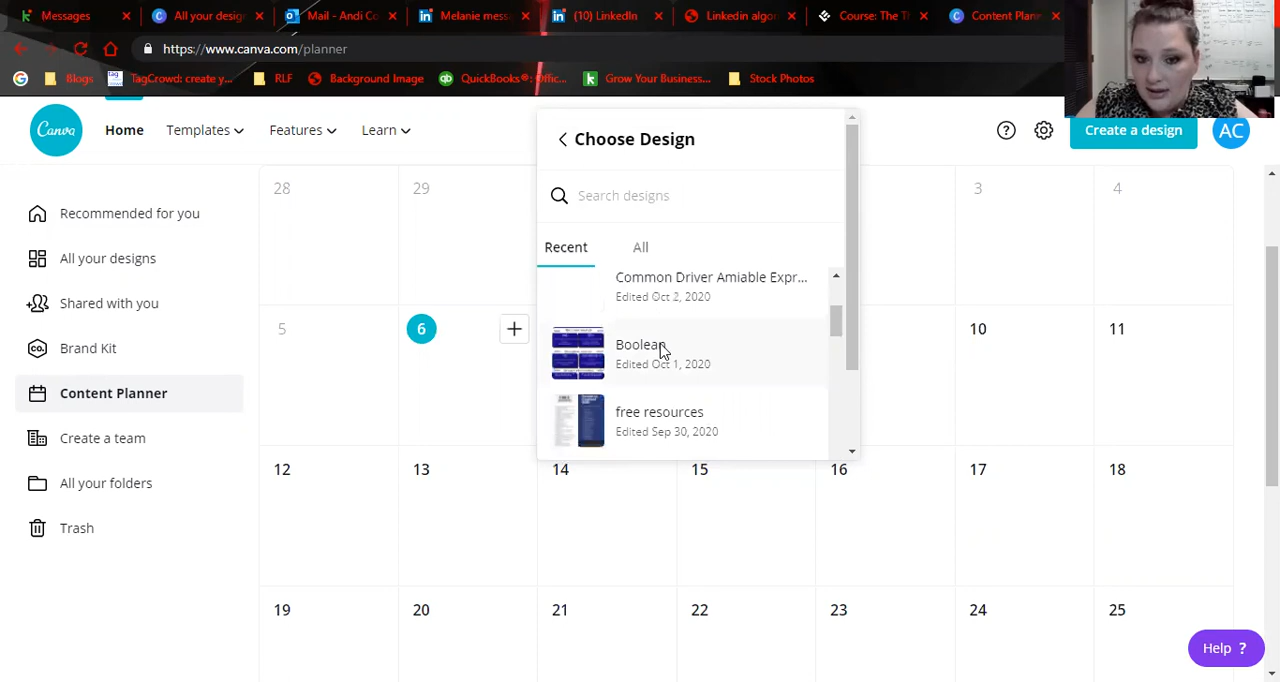 Messages
All your desig
Mail - Andi Co
Melanie mess
(10) LinkedIn
Linkedin algor
Course: The T
Content Plann
https://www.canva.com/planner
Blogs
TagCrowd: create y...
RLF
Background Image
QuickBooks®: Offic...
Grow Your Business...
Stock Photos
Canva
Home
Templates
Features
Learn
Create a design
AC
Recommended for you
All your designs
Shared with you
Brand Kit
Content Planner
Create a team
All your folders
Trash
Choose Design
Search designs
Recent
All
Common Driver Amiable Expr...
Edited Oct 2, 2020
Boolean
Edited Oct 1, 2020
free resources
Edited Sep 30, 2020
28
29
3
4
5
6
10
11
12
13
14
15
16
17
18
19
20
21
22
23
24
25
Help ?